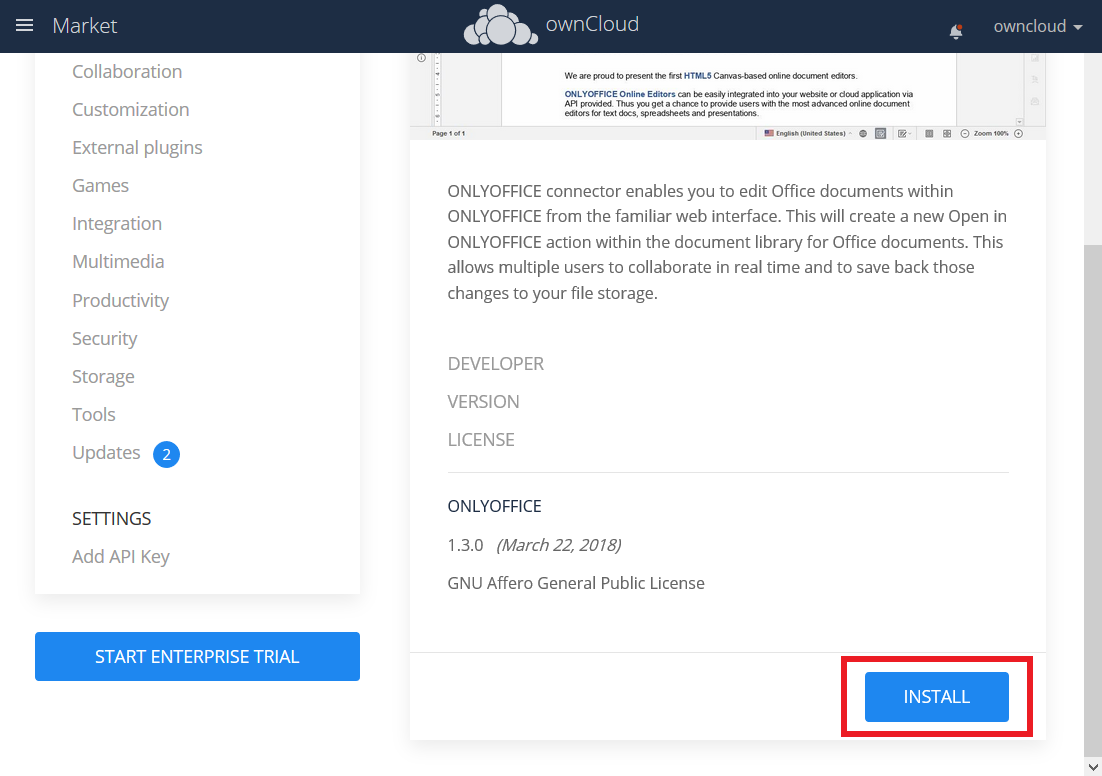 Market
ownCloud
owncloud
Collaboration
Customization
External plugins
Games
Integration
Multimedia
Productivity
Security
Storage
Tools
Updates 2
SETTINGS
Add API Key
START ENTERPRISE TRIAL
We are proud to present the first HTML5 Canvas-based online document editors.
ONLYOFFICE Online Editors can be easily integrated into your website or cloud application via
API provided. Thus you get a chance to provide users with the most advanced online document
editors for text docs, spreadsheets and presentations.
Page 1 of 1
English (United States)
Zoom 100%
ONLYOFFICE connector enables you to edit Office documents within
ONLYOFFICE from the familiar web interface. This will create a new Open in
ONLYOFFICE action within the document library for Office documents. This
allows multiple users to collaborate in real time and to save back those
changes to your file storage.
DEVELOPER
VERSION
LICENSE
ONLYOFFICE
1.3.0 (March 22, 2018)
GNU Affero General Public License
INSTALL